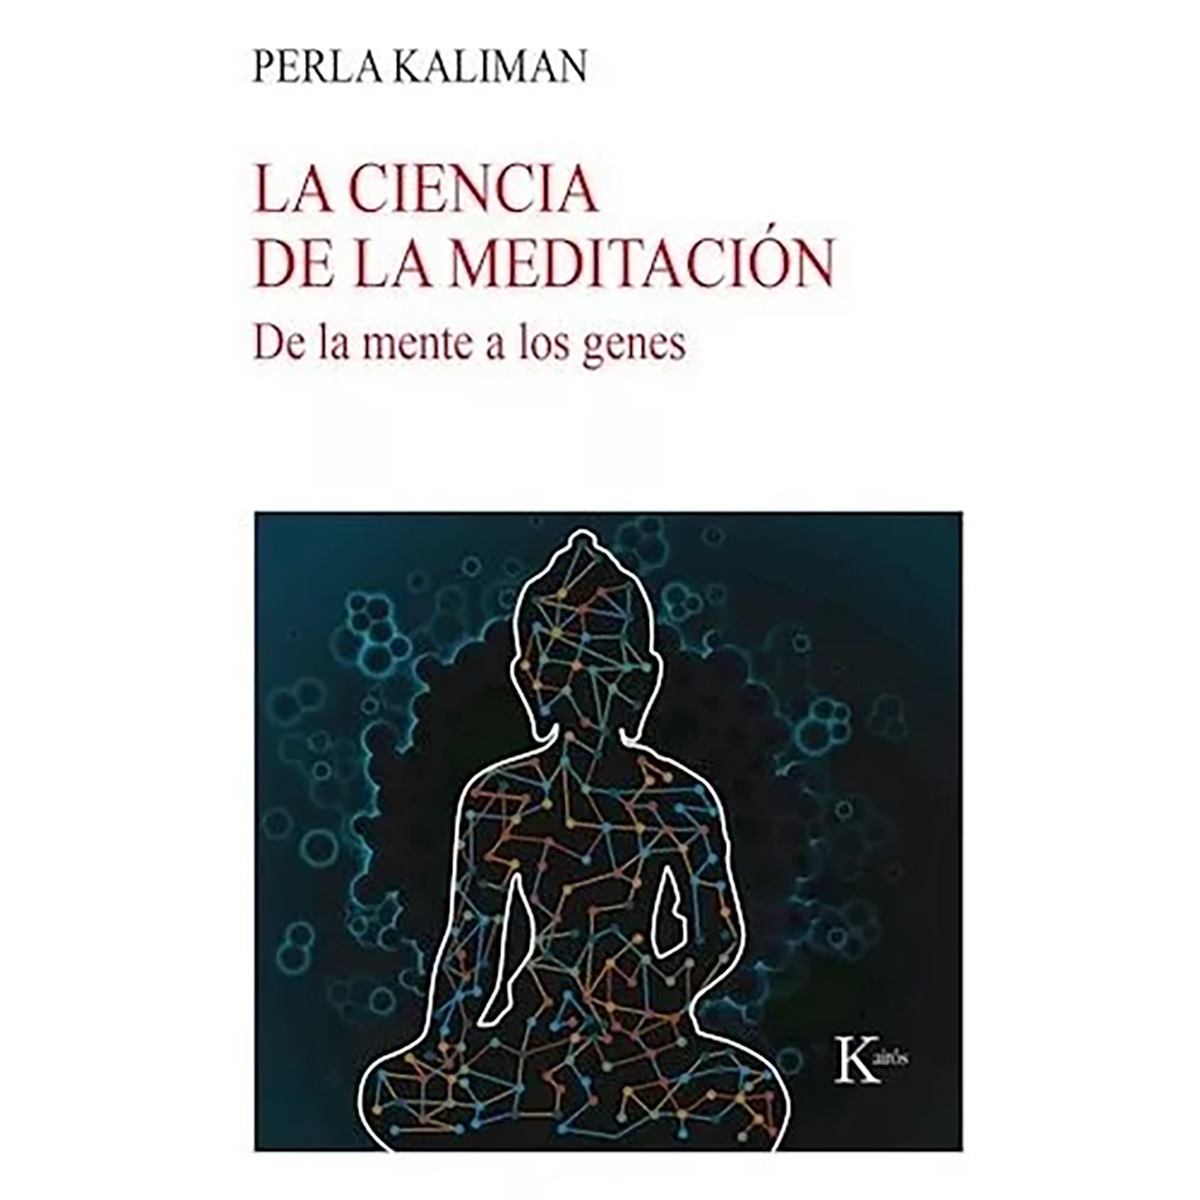 PERLA KALIMAN
LA CIENCIA
DE LA MEDITACIÓN
De la mente a los genes
Kairós